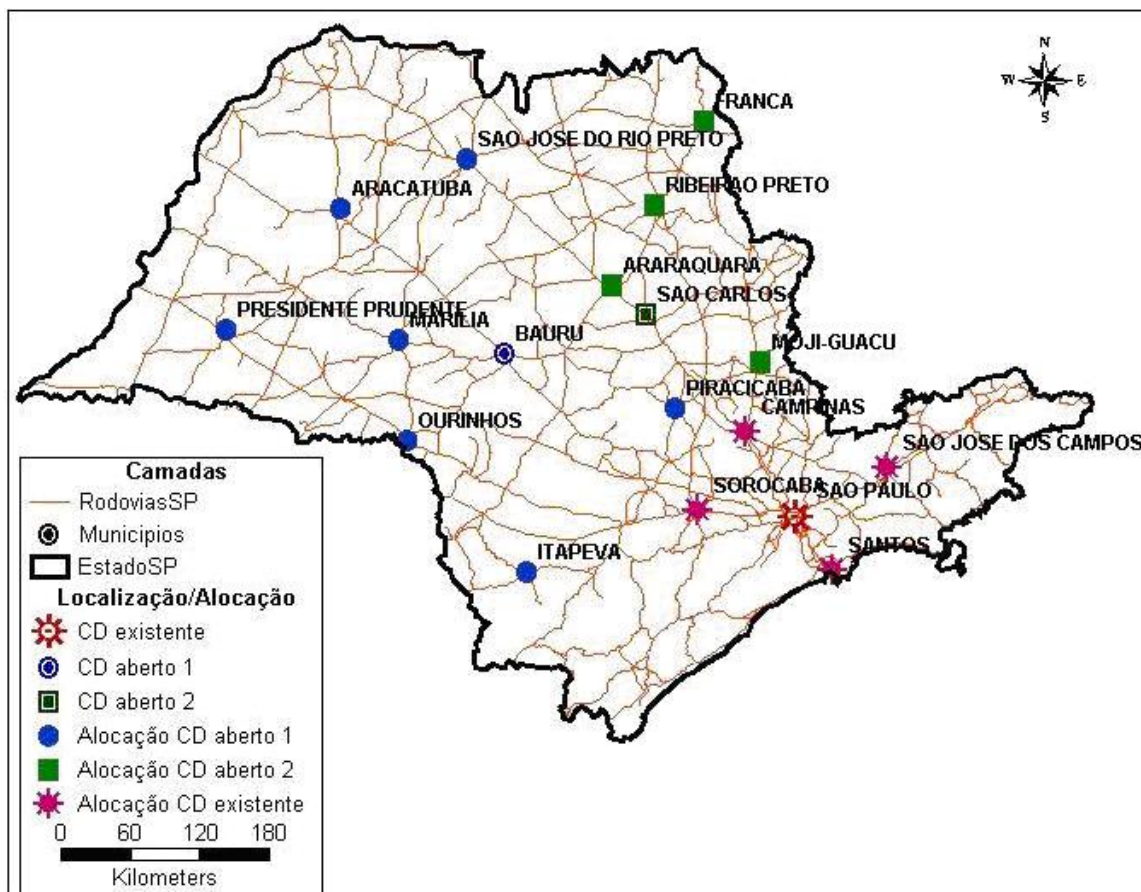 N
W E
S
FRANCA
SAO JOSE DO RIO PRETO
ARACATUBA
RIBEIRAO PRETO
ARARAQUARA
SAO CARLOS
PRESIDENTE PRUDENTE
MARILIA
BAURU
MOJI-GUACU
PIRACICABA
CAMPINAS
OURINHOS
SAO JOSE DOS CAMPOS
SOROCABA
SAO PAULO
SANTOS
ITAPEVA
Camadas
RodoviasSP
Municipios
EstadoSP
Localização/Alocação
CD existente
CD aberto 1
CD aberto 2
Alocação CD aberto 1
Alocação CD aberto 2
Alocação CD existente
0 60 120 180
Kilometers